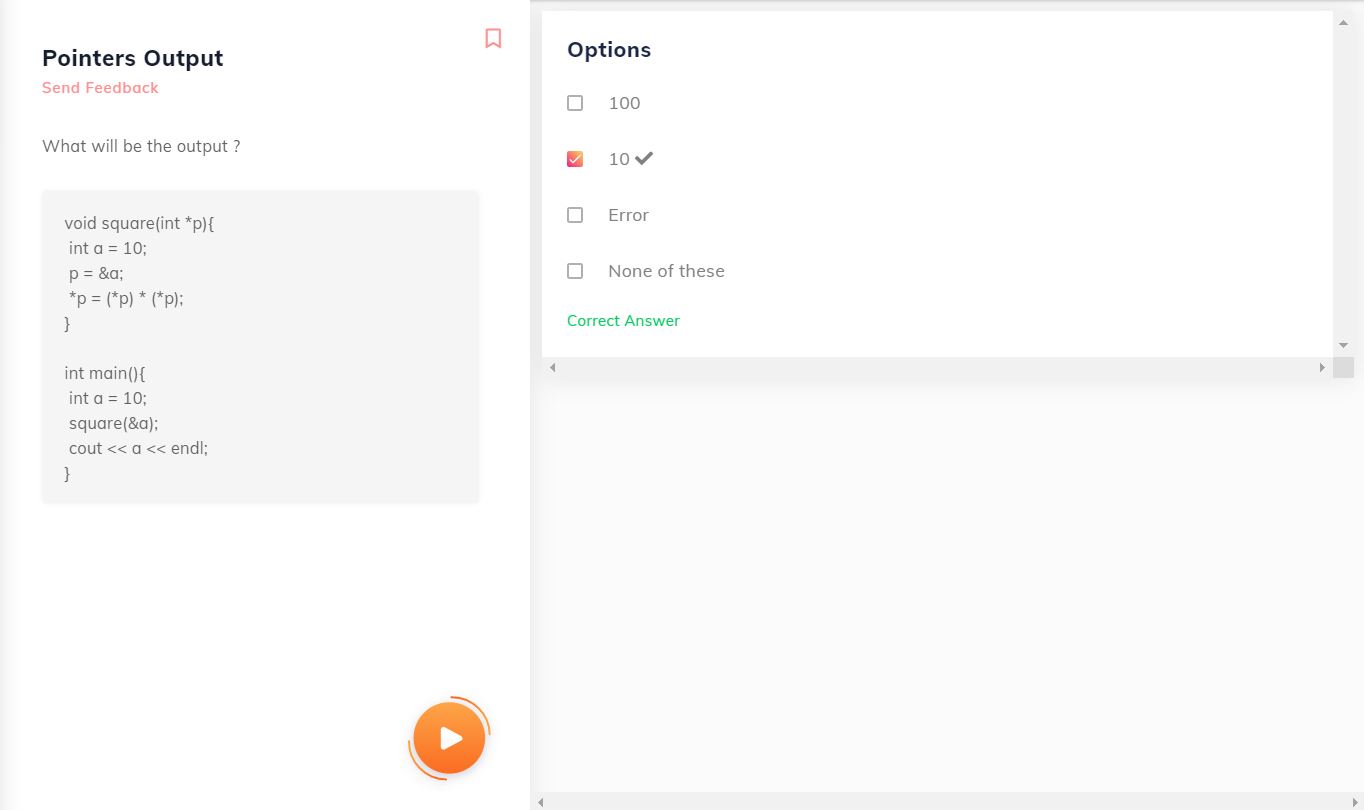 Pointers Output
Send Feedback
What will be the output ?
void square(int *p){
int a = 10;
p = &a;
*p = (*p) * (*p);
}
int main(){
int a = 10;
square(&a);
cout << a << endl;
}
Options
100
10
Error
None of these
Correct Answer